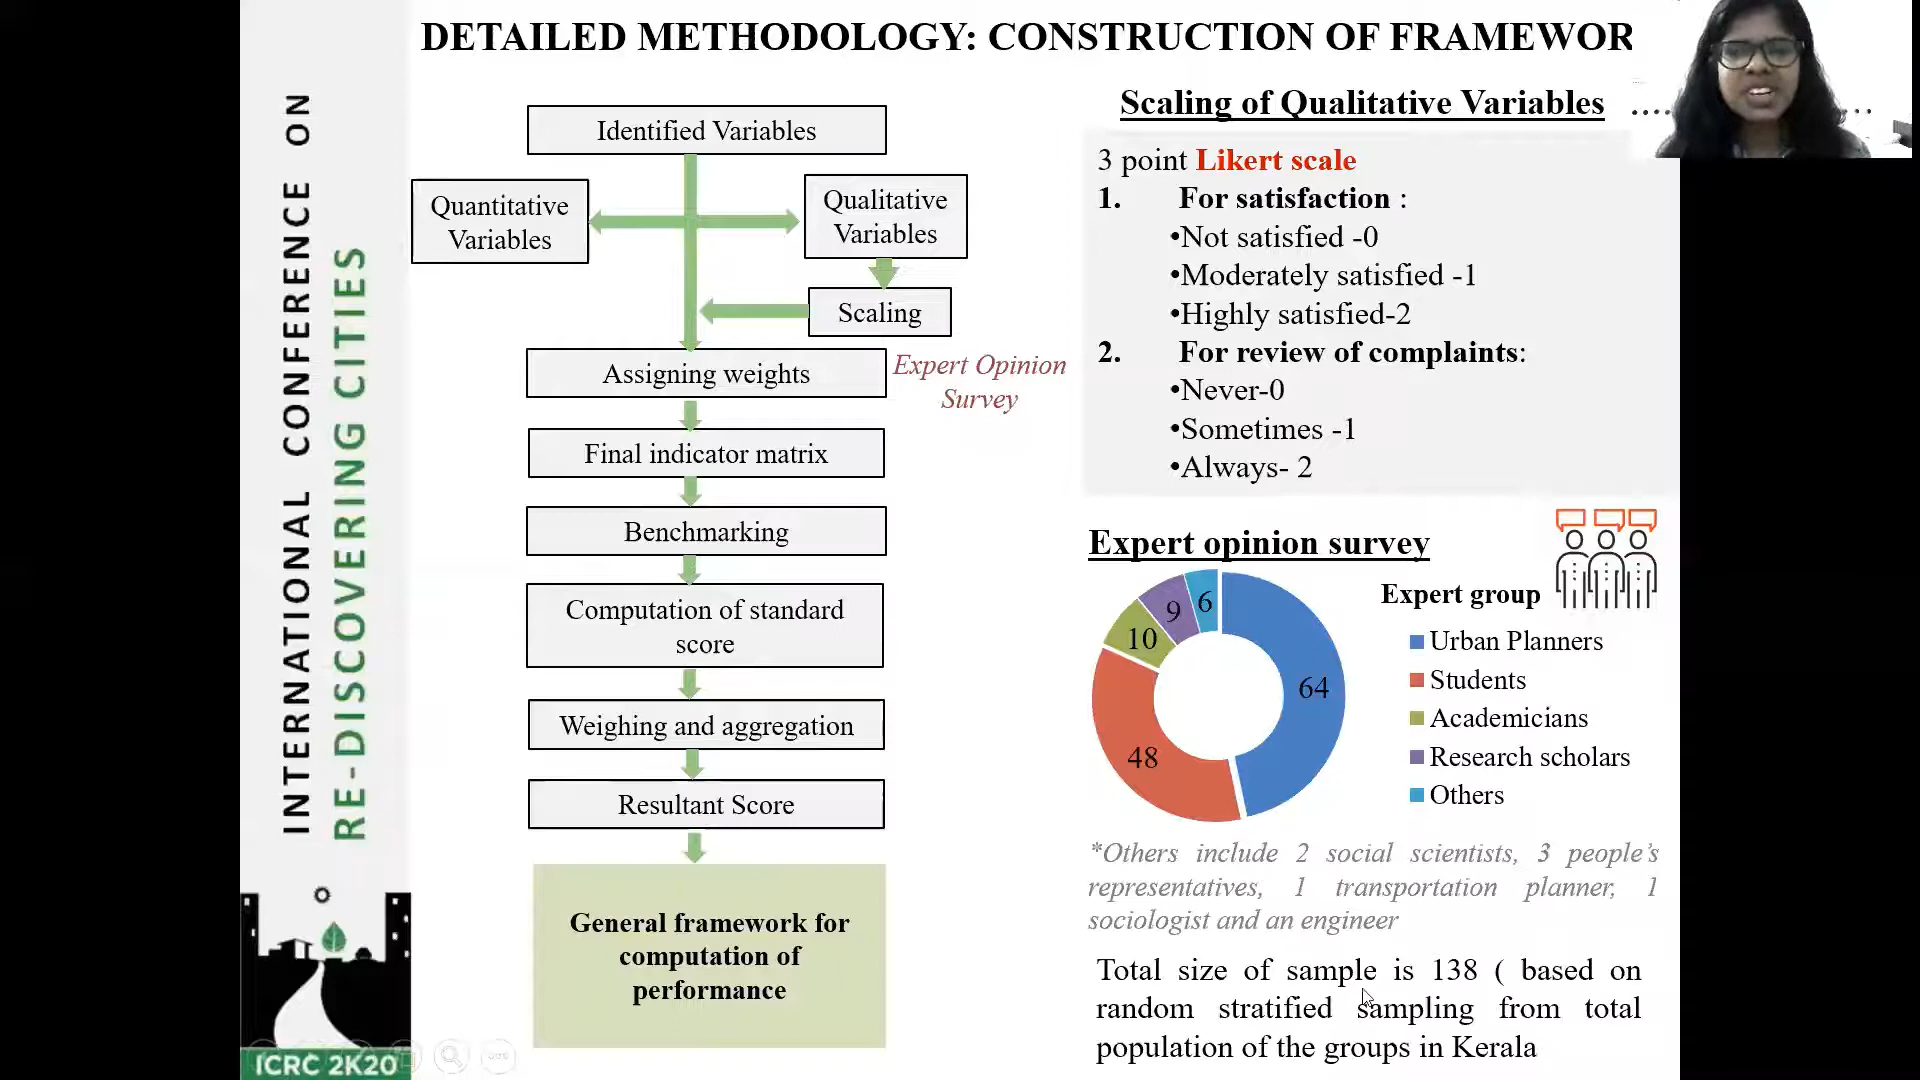 DETAILED METHODOLOGY: CONSTRUCTION OF FRAMEWOR
INTERNATIONAL CONFERENCE ON
RE-DISCOVERING CITIES
ICRC 2K20
Identified Variables
Quantitative
Variables
Qualitative
Variables
Scaling
Assigning weights
Expert Opinion
Survey
Final indicator matrix
Benchmarking
Computation of standard
score
Weighing and aggregation
Resultant Score
General framework for
computation of
performance
Scaling of Qualitative Variables
3 point Likert scale
1. For satisfaction :
•Not satisfied -0
•Moderately satisfied -1
•Highly satisfied-2
2. For review of complaints:
•Never-0
•Sometimes -1
•Always- 2
Expert opinion survey
64
48
10
9
6
Expert group
Urban Planners
Students
Academicians
Research scholars
Others
*Others include 2 social scientists, 3 people’s
representatives, 1 transportation planner, 1
sociologist and an engineer
Total size of sample is 138 ( based on
random stratified sampling from total
population of the groups in Kerala